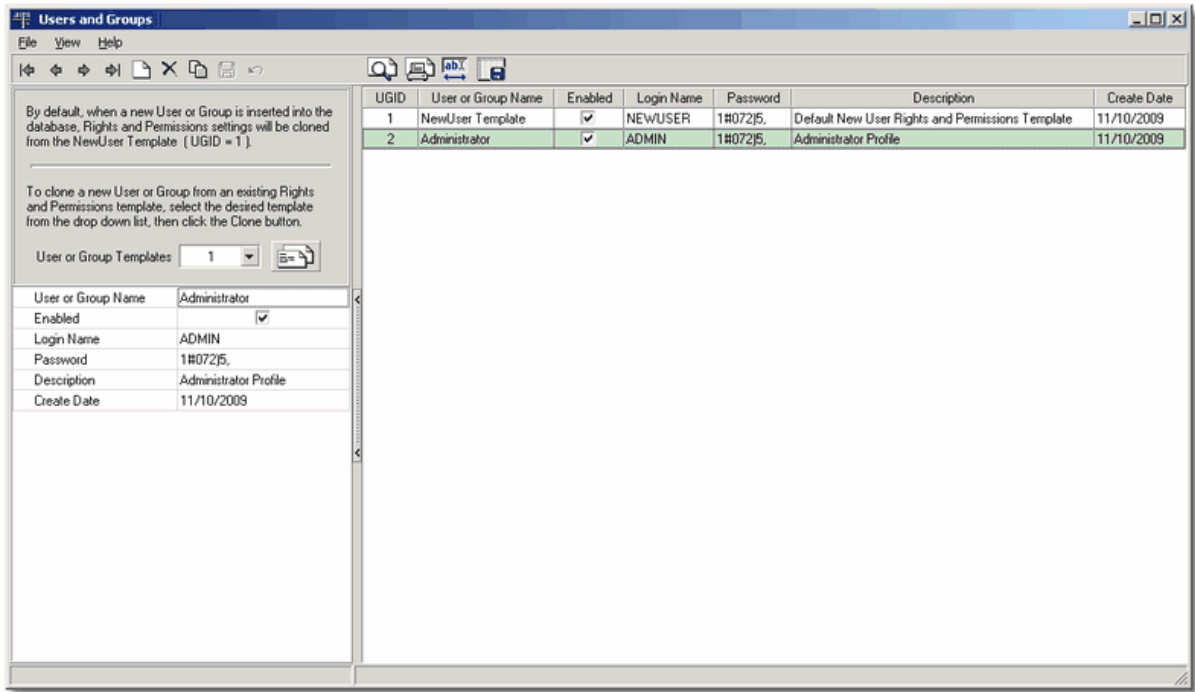 Users and Groups
File View Help
By default, when a new User or Group is inserted into the
database, Rights and Permissions settings will be cloned
from the NewUser Template ( UGID = 1 ).
To clone a new User or Group from an existing Rights
and Permissions template, select the desired template
from the drop down list, then click the Clone button.
User or Group Templates 1
User or Group Name Administrator
Enabled
Login Name ADMIN
Password 1#072)5,
Description Administrator Profile
Create Date 11/10/2009
UGID User or Group Name Enabled Login Name Password Description Create Date
1 NewUser Template NEWUSER 1#072)5, Default New User Rights and Permissions Template 11/10/2009
2 Administrator ADMIN 1#072)5, Administrator Profile 11/10/2009